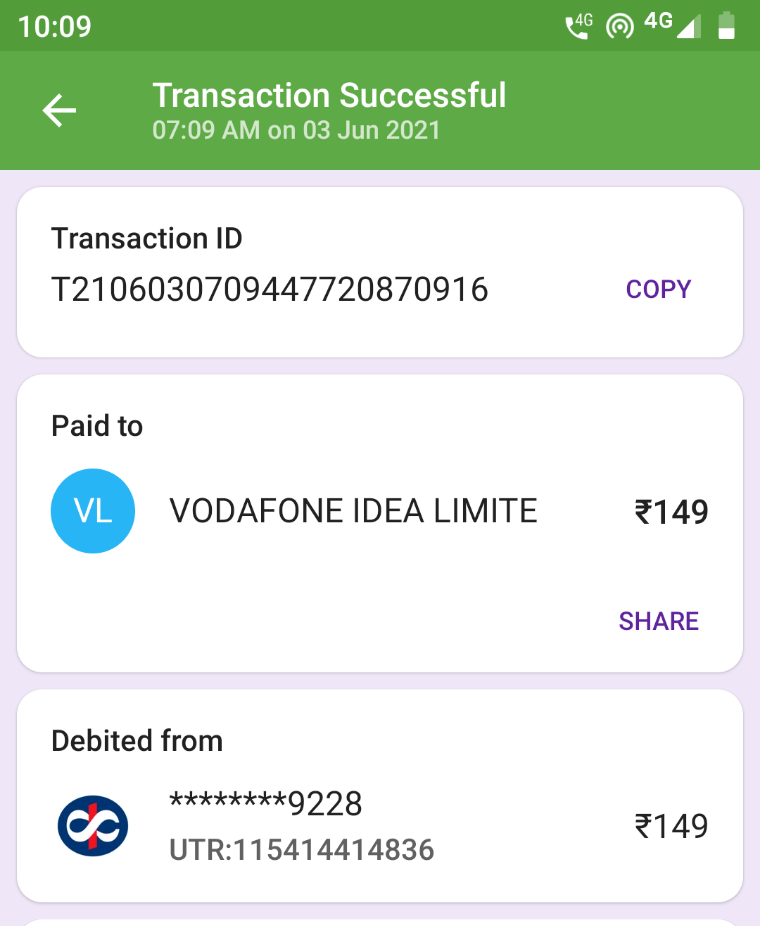 10:09
4G
4G
Transaction Successful
07:09 AM on 03 Jun 2021
Transaction ID
T2106030709447720870916
COPY
Paid to
VL
VODAFONE IDEA LIMITE
₹149
SHARE
Debited from
********9228
UTR:115414414836
₹149